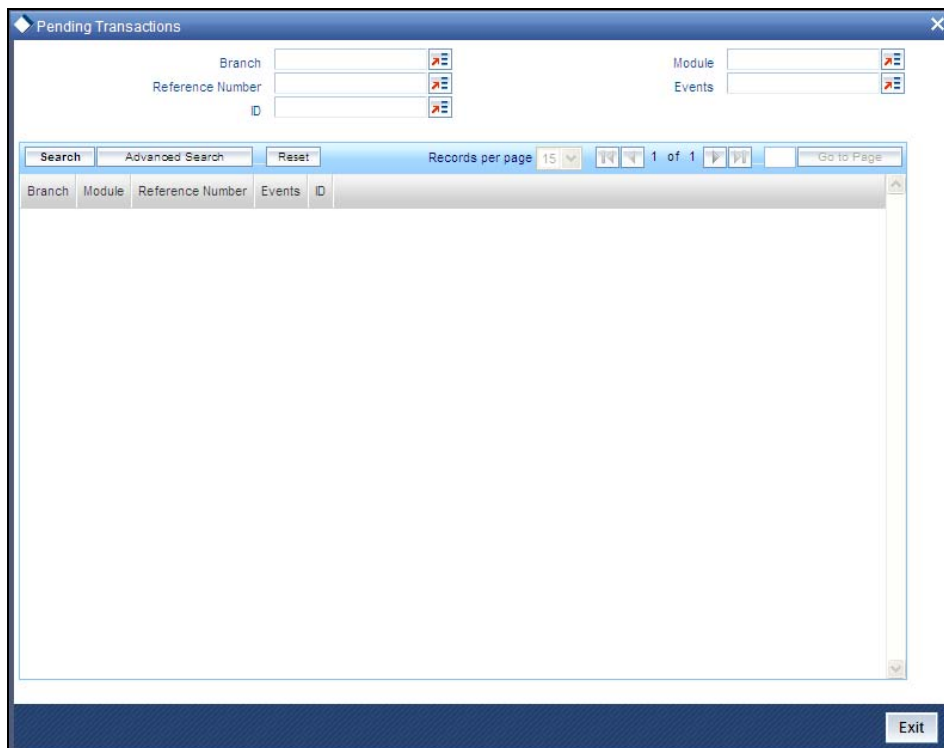 Pending Transactions
Branch
Module
Reference Number
Events
ID
Search Advanced Search Reset Records per page 15 1 of 1 Go to Page
Branch Module Reference Number Events ID
Exit